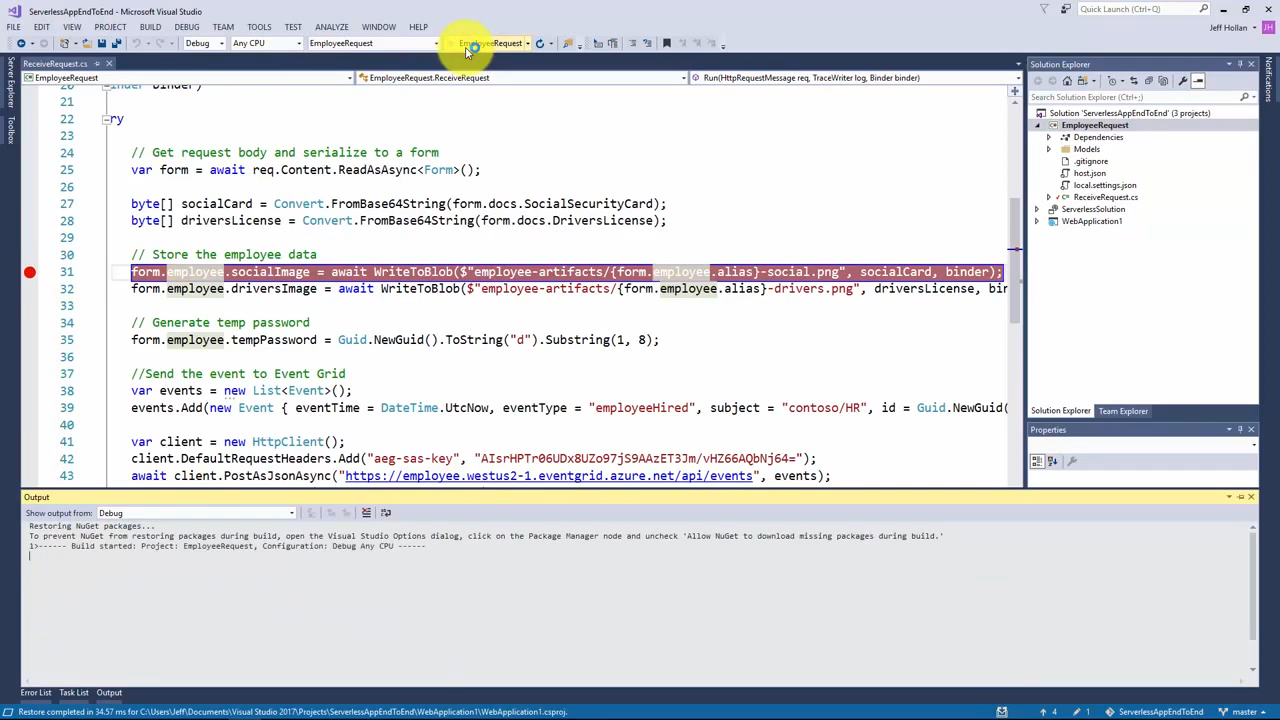 ServerlessAppEndToEnd - Microsoft Visual Studio
Quick Launch (Ctrl+;)
FILE EDIT VIEW PROJECT BUILD DEBUG TEAM TOOLS TEST ANALYZE WINDOW HELP
Jeff Hollan JH
Debug Any CPU EmployeeRequest EmployeeRequest
Server Explorer
Toolbox
Notifications
ReceiveRequest.cs
EmployeeRequest EmployeeRequest.ReceiveRequest Run(HttpRequestMessage req, TraceWriter log, Binder binder)
20 inder binder)
21
22 ry
23
24 // Get request body and serialize to a form
25 var form = await req.Content.ReadAsAsync<Form>();
26
27 byte[] socialCard = Convert.FromBase64String(form.docs.SocialSecurityCard);
28 byte[] driversLicense = Convert.FromBase64String(form.docs.DriversLicense);
29
30 // Store the employee data
31 form.employee.socialImage = await WriteToBlob($"employee-artifacts/{form.employee.alias}-social.png", socialCard, binder);
32 form.employee.driversImage = await WriteToBlob($"employee-artifacts/{form.employee.alias}-drivers.png", driversLicense, bin
33
34 // Generate temp password
35 form.employee.tempPassword = Guid.NewGuid().ToString("d").Substring(1, 8);
36
37 //Send the event to Event Grid
38 var events = new List<Event>();
39 events.Add(new Event { eventTime = DateTime.UtcNow, eventType = "employeeHired", subject = "contoso/HR", id = Guid.NewGuid(
40
41 var client = new HttpClient();
42 client.DefaultRequestHeaders.Add("aeg-sas-key", "AIsrHPTr06UDx8UZo97jS9AAzET3Jm/vHZ66AQbNj64=");
43 await client.PostAsJsonAsync("https://employee.westus2-1.eventgrid.azure.net/api/events", events);
Solution Explorer
Search Solution Explorer (Ctrl+;)
Solution 'ServerlessAppEndToEnd' (3 projects)
EmployeeRequest
Dependencies
Models
.gitignore
host.json
local.settings.json
ReceiveRequest.cs
ServerlessSolution
WebApplication1
Solution Explorer Team Explorer
Properties
Output
Show output from: Debug
Restoring NuGet packages...
To prevent NuGet from restoring packages during build, open the Visual Studio Options dialog, click on the Package Manager node and uncheck 'Allow NuGet to download missing packages during build.'
1>------ Build started: Project: EmployeeRequest, Configuration: Debug Any CPU ------
Error List Task List Output
Restore completed in 34.57 ms for C:\Users\Jeff\Documents\Visual Studio 2017\Projects\ServerlessAppEndToEnd\WebApplication1\WebApplication1.csproj.
4 1 ServerlessAppEndToEnd master